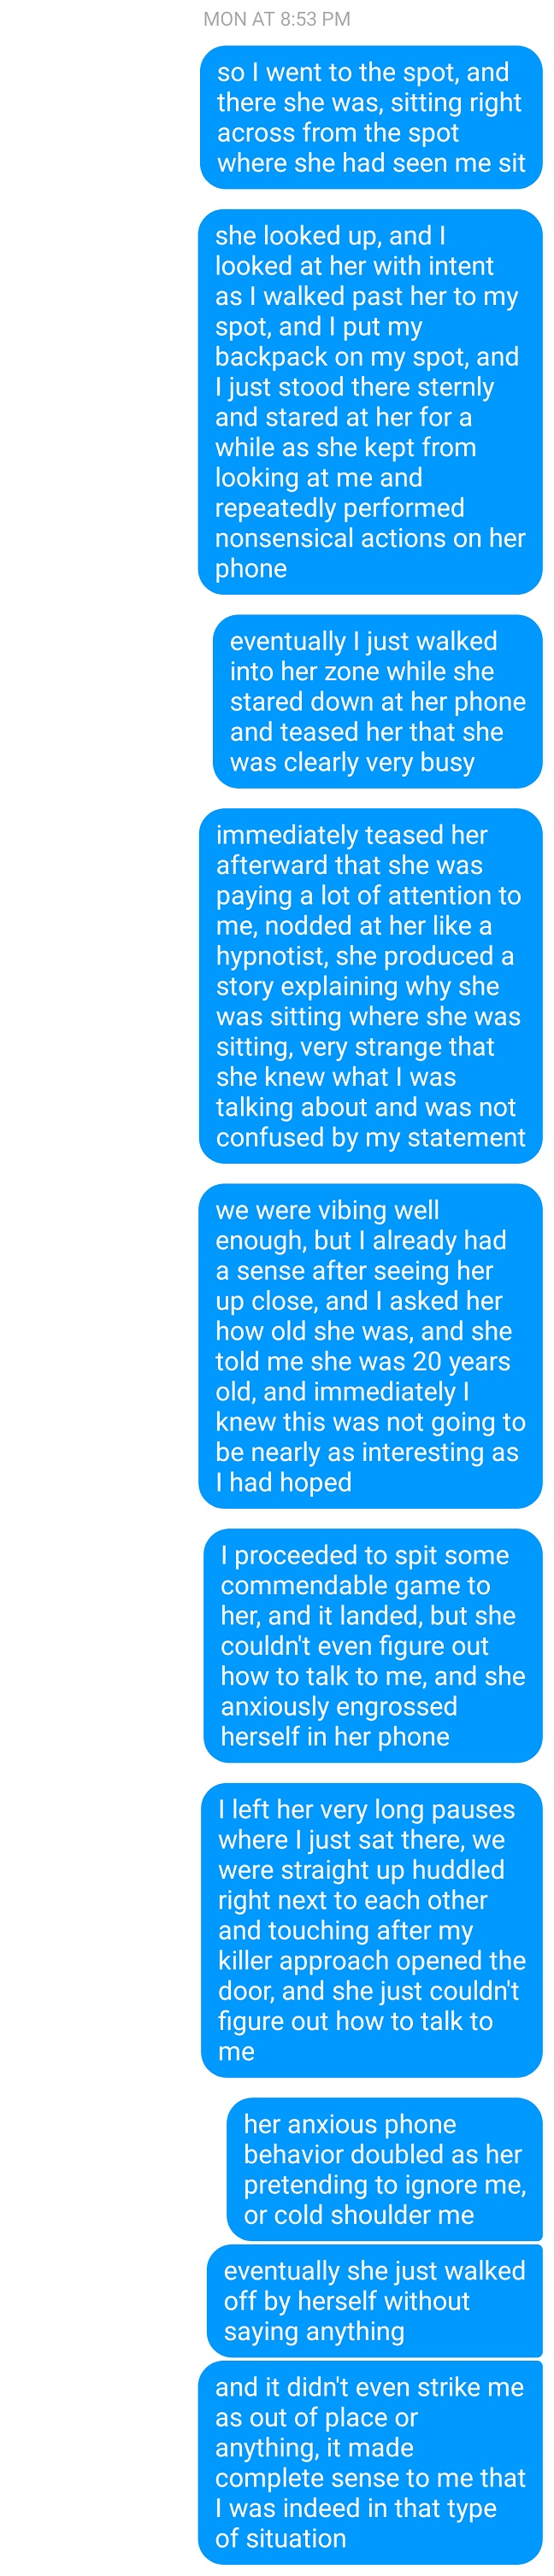 MON AT 8:53 PM
so I went to the spot, and
there she was, sitting right
across from the spot
where she had seen me sit
she looked up, and I
looked at her with intent
as I walked past her to my
spot, and I put my
backpack on my spot, and
I just stood there sternly
and stared at her for a
while as she kept from
looking at me and
repeatedly performed
nonsensical actions on her
phone
eventually I just walked
into her zone while she
stared down at her phone
and teased her that she
was clearly very busy
immediately teased her
afterward that she was
paying a lot of attention to
me, nodded at her like a
hypnotist, she produced a
story explaining why she
was sitting where she was
sitting, very strange that
she knew what I was
talking about and was not
confused by my statement
we were vibing well
enough, but I already had
a sense after seeing her
up close, and I asked her
how old she was, and she
told me she was 20 years
old, and immediately I
knew this was not going to
be nearly as interesting as
I had hoped
I proceeded to spit some
commendable game to
her, and it landed, but she
couldn't even figure out
how to talk to me, and she
anxiously engrossed
herself in her phone
I left her very long pauses
where I just sat there, we
were straight up huddled
right next to each other
and touching after my
killer approach opened the
door, and she just couldn't
figure out how to talk to
me
her anxious phone
behavior doubled as her
pretending to ignore me,
or cold shoulder me
eventually she just walked
off by herself without
saying anything
and it didn't even strike me
as out of place or
anything, it made
complete sense to me that
I was indeed in that type
of situation